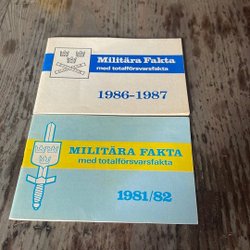 Militära Fakta
med totalförsvarsfakta
1986-1987
MILITÄRA FAKTA
med totalförsvarsfakta
1981/82